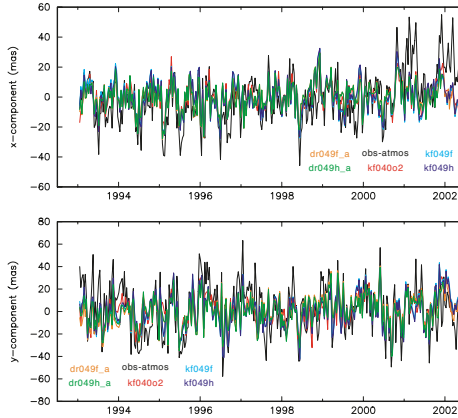 60
40
20
0
−20
−40
−60
x−component (mas)
dr049f_a obs-atmos kf049f
dr049h_a kf040o2 kf049h
1994 1996 1998 2000 2002
80
60
40
20
0
−20
−40
−60
−80
y−component (mas)
dr049f_a obs-atmos kf049f
dr049h_a kf040o2 kf049h
1994 1996 1998 2000 2002